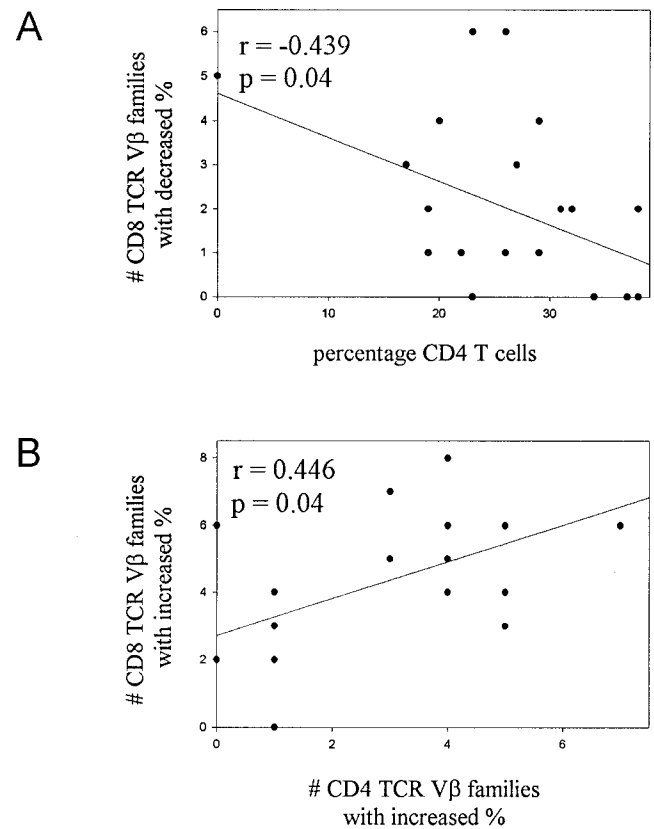 A
# CD8 TCR Vβ families
with decreased %
6
5
4
3
2
1
0
r = -0.439
p = 0.04
0
10
20
30
percentage CD4 T cells
B
# CD8 TCR Vβ families
with increased %
8
6
4
2
0
r = 0.446
p = 0.04
0
2
4
6
# CD4 TCR Vβ families
with increased %